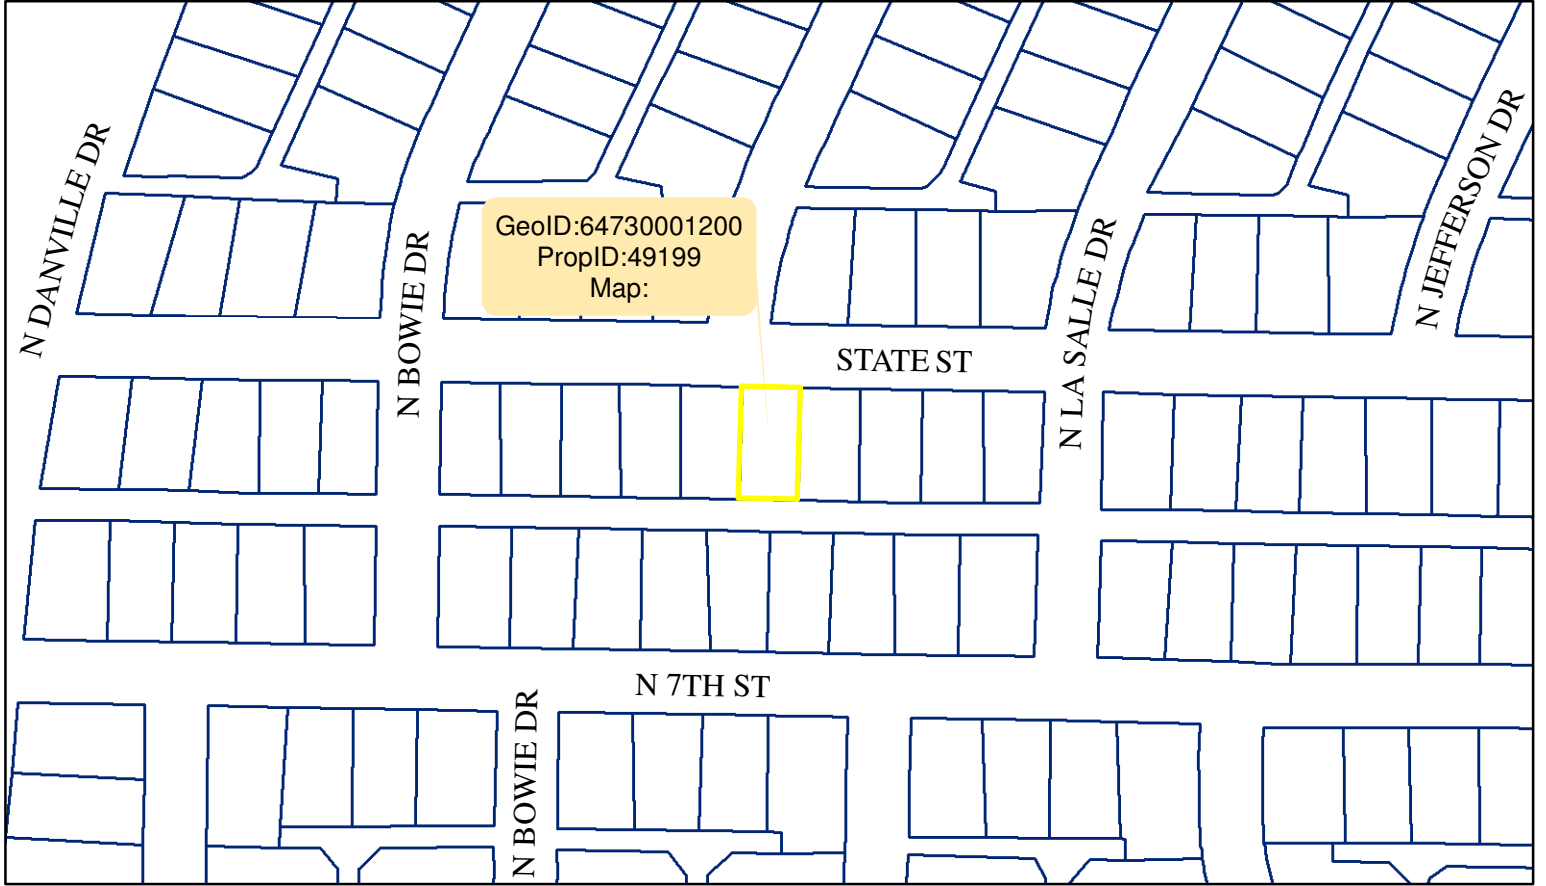 N DANVILLE DR
N JEFFERSON DR
GeoID:64730001200
PropID:49199
Map:
N BOWIE DR
N LA SALLE DR
STATE ST
N 7TH ST
N BOWIE DR